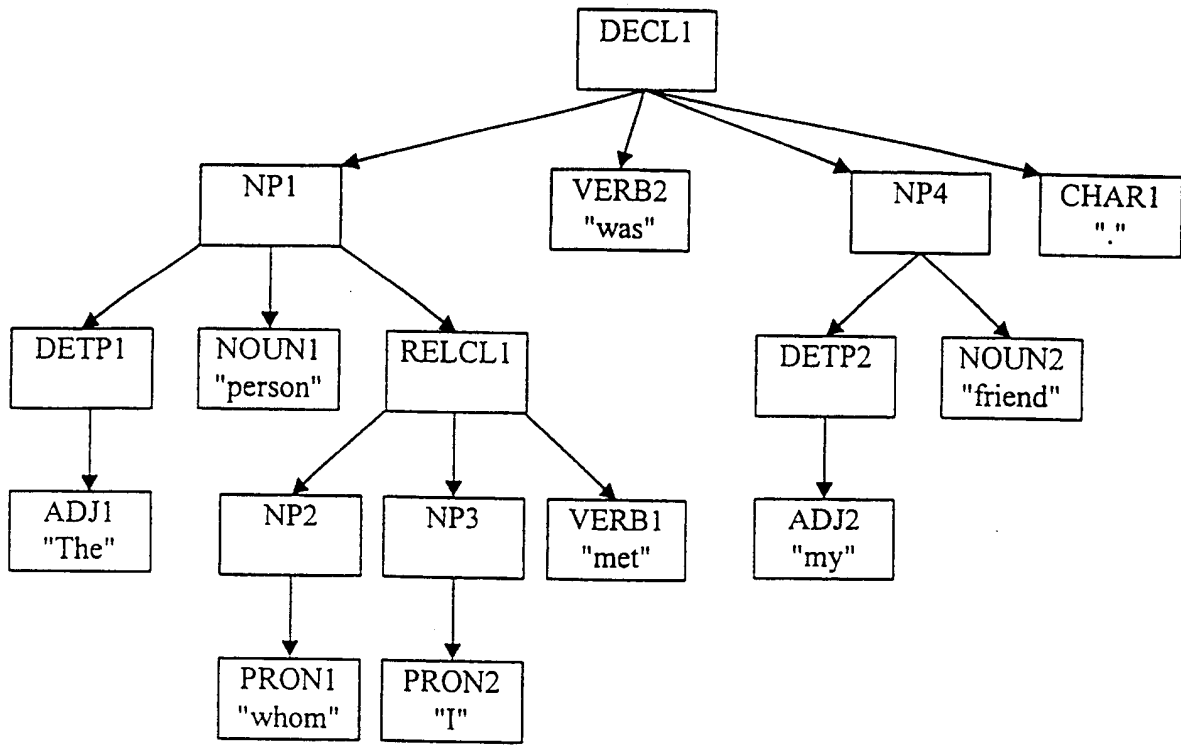 DECL1
NP1
VERB2
"was"
NP4
CHAR1
"."
DETP1
NOUN1
"person"
RELCL1
DETP2
NOUN2
"friend"
ADJ1
"The"
NP2
NP3
VERB1
"met"
ADJ2
"my"
PRON1
"whom"
PRON2
"I"